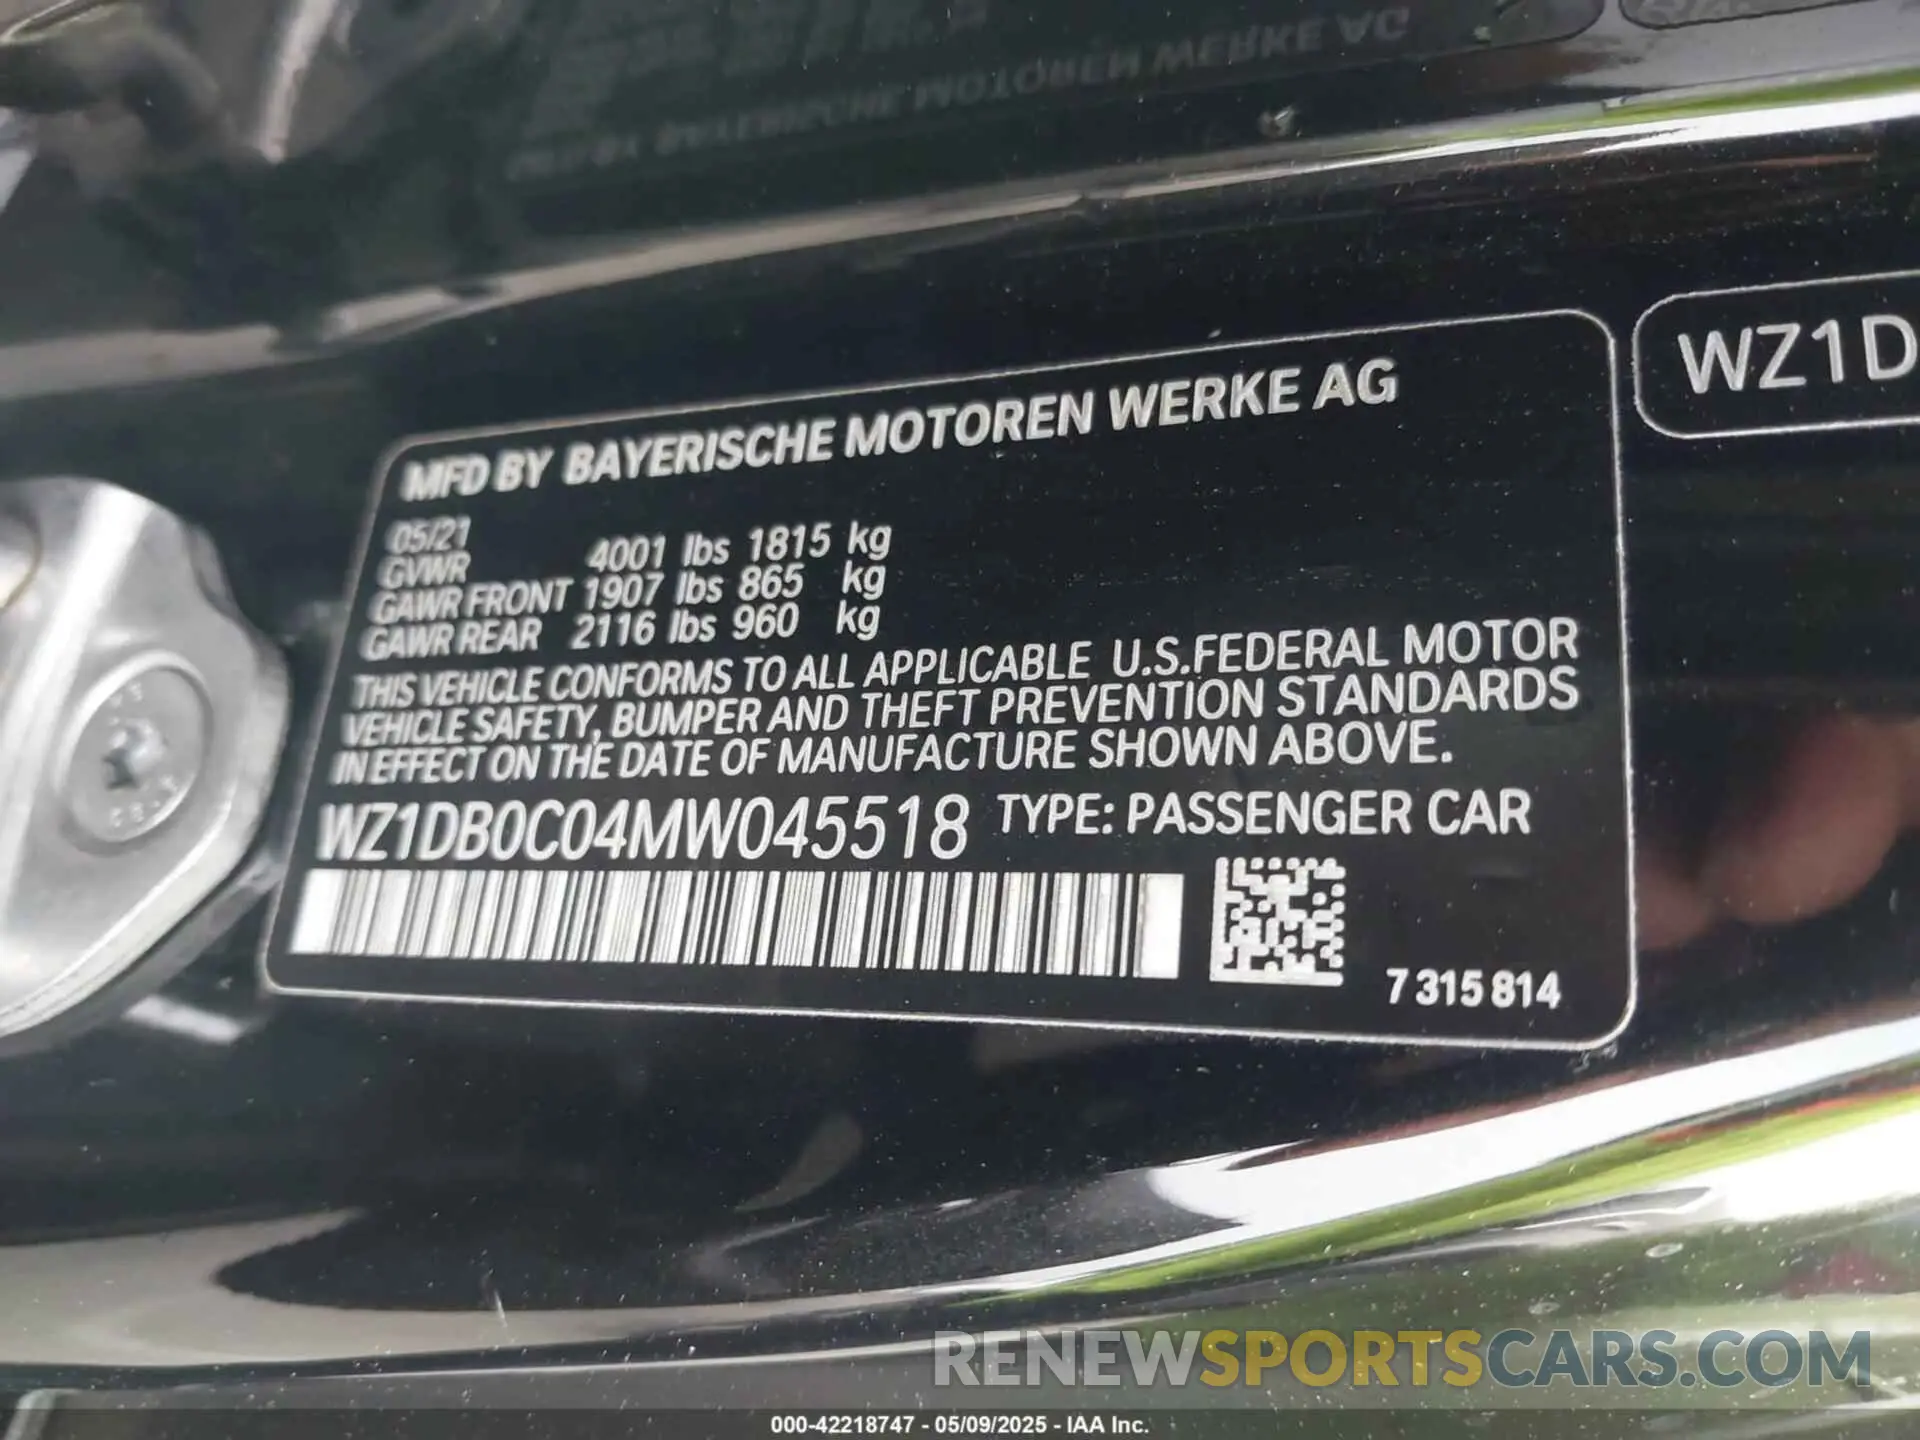 MFD BY BAYERISCHE MOTOREN WERKE AG
05/21
GVWR 4001 lbs 1815 kg
GAWR FRONT 1907 lbs 865 kg
GAWR REAR 2116 lbs 960 kg
THIS VEHICLE CONFORMS TO ALL APPLICABLE U.S.FEDERAL MOTOR
VEHICLE SAFETY, BUMPER AND THEFT PREVENTION STANDARDS
IN EFFECT ON THE DATE OF MANUFACTURE SHOWN ABOVE.
WZ1DB0C04MW045518 TYPE: PASSENGER CAR
7 315 814
WZ1D
RENEWSPORTSCARS.COM
000-42218747 - 05/09/2025 - IAA Inc.